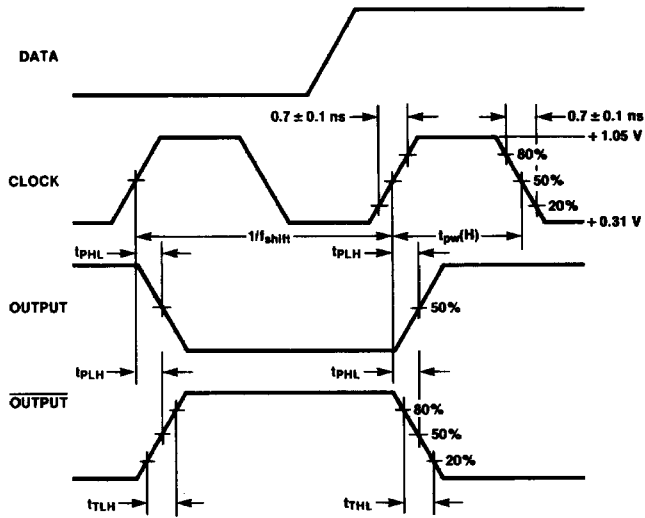 DATA
0.7 ± 0.1 ns
0.7 ± 0.1 ns
+ 1.05 V
80%
CLOCK
50%
20%
+ 0.31 V
1/fshift
tpw(H)
tPHL
tPLH
OUTPUT
50%
tPLH
tPHL
OUTPUT
80%
50%
20%
tTLH
tTHL